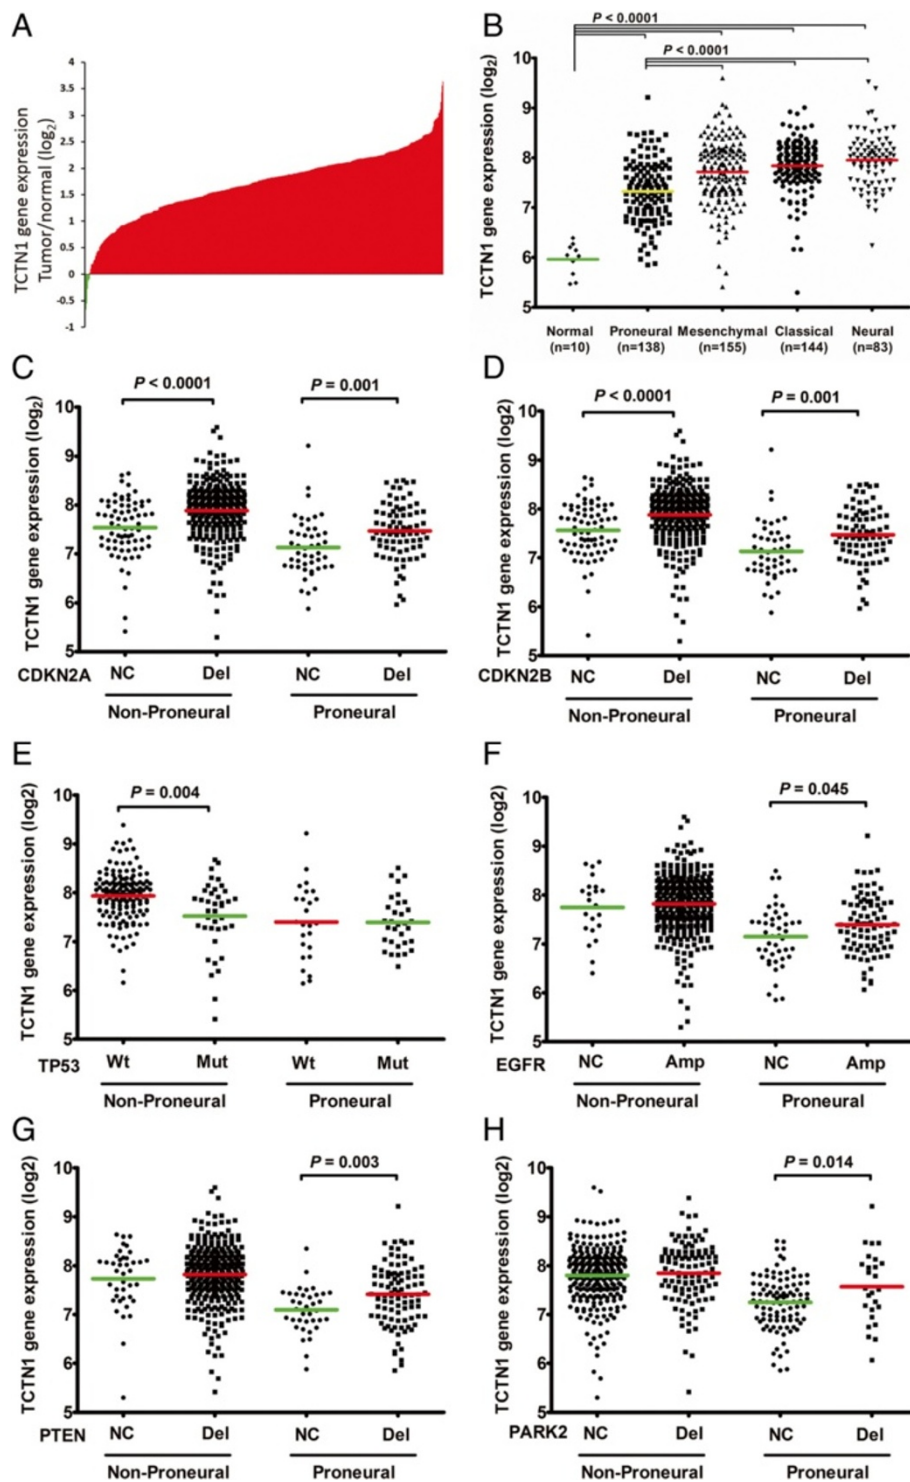 A
TCTN1 gene expression
Tumor/normal (log2)
4
3.5
3
2.5
2
1.5
1
0.5
0
-0.5
-1
B
P < 0.0001
P < 0.0001
TCTN1 gene expression (log2)
10
9
8
7
6
5
Normal Proneural Mesenchymal Classical Neural
(n=10) (n=138) (n=155) (n=144) (n=83)
C
P < 0.0001 P = 0.001
TCTN1 gene expression (log2)
10
9
8
7
6
5
CDKN2A NC Del NC Del
Non-Proneural Proneural
D
P < 0.0001 P = 0.001
TCTN1 gene expression (log2)
10
9
8
7
6
5
CDKN2B NC Del NC Del
Non-Proneural Proneural
E
P = 0.004
TCTN1 gene expression (log2)
10
9
8
7
6
5
TP53 Wt Mut Wt Mut
Non-Proneural Proneural
F
P = 0.045
TCTN1 gene expression (log2)
10
9
8
7
6
5
EGFR NC Amp NC Amp
Non-Proneural Proneural
G
P = 0.003
TCTN1 gene expression (log2)
10
9
8
7
6
5
PTEN NC Del NC Del
Non-Proneural Proneural
H
P = 0.014
TCTN1 gene expression (log2)
10
9
8
7
6
5
PARK2 NC Del NC Del
Non-Proneural Proneural